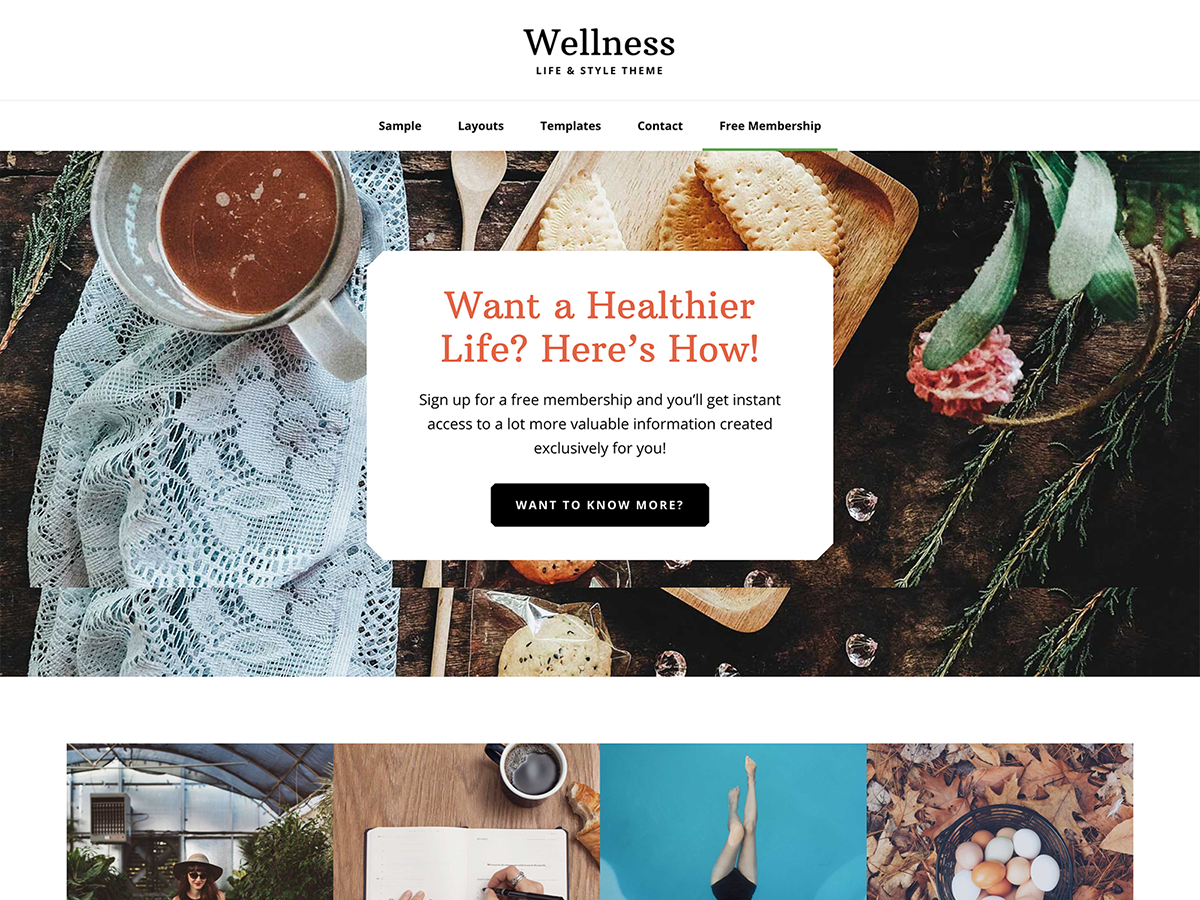 Wellness
LIFE & STYLE THEME
Sample Layouts Templates Contact Free Membership
Want a Healthier
Life? Here’s How!
Sign up for a free membership and you’ll get instant
access to a lot more valuable information created
exclusively for you!
WANT TO KNOW MORE?